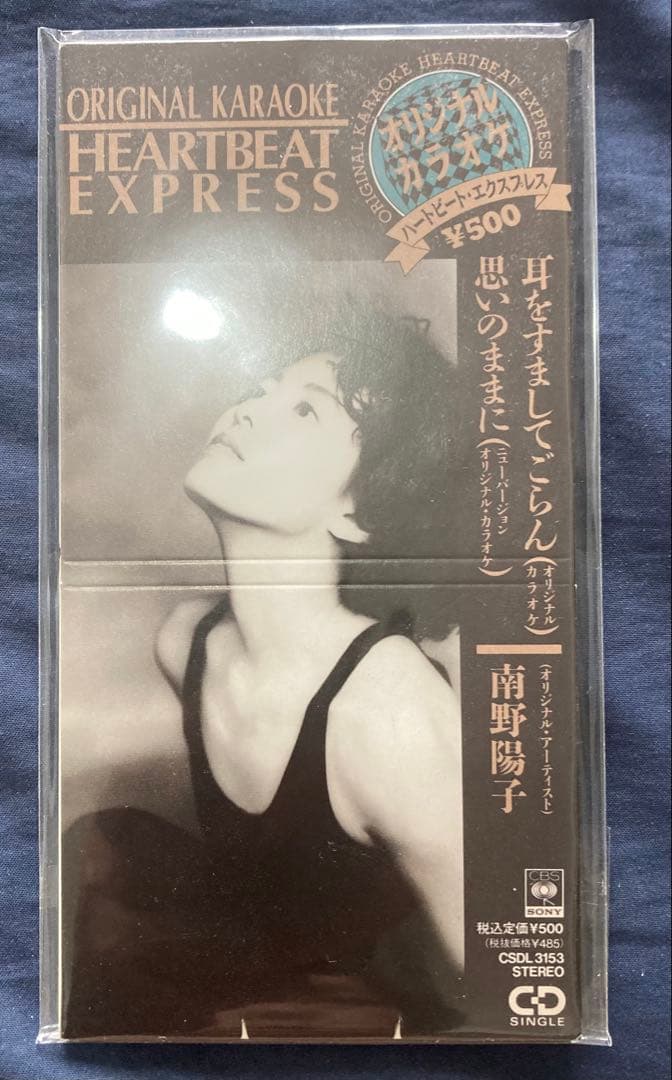 ORIGINAL KARAOKE
HEARTBEAT
EXPRESS
ORIGINAL KARAOKE HEARTBEAT EXPRESS
オリジナル
カラオケ
ハートビート・エクスプレス
¥500
耳をすましてごらん(オリジナルカラオケ)
思いのままに(ニューバージョンオリジナル・カラオケ)
(オリジナル・アーティスト)
南野陽子
CBS
SONY
税込定価¥500
(税抜価格¥485)
CSDL 3153
STEREO
CD
SINGLE